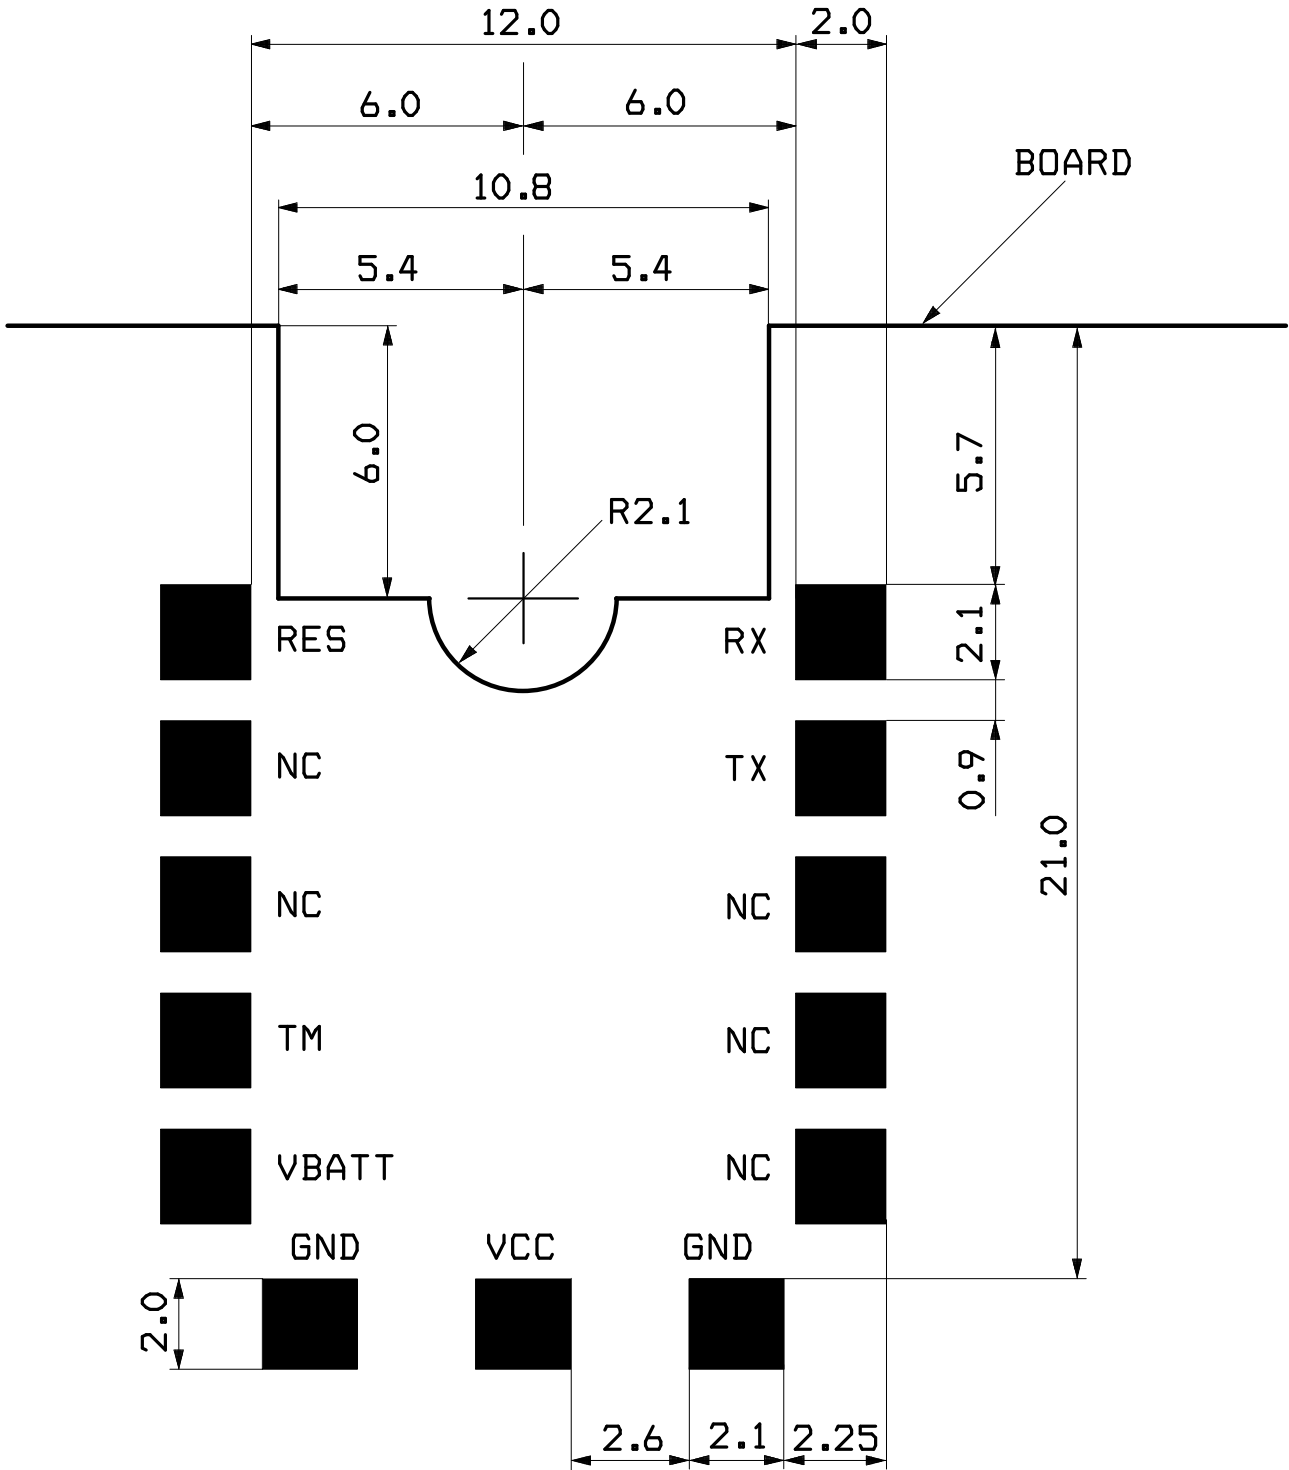 12.0 2.0
6.0 6.0
BOARD
10.8
5.4 5.4
6.0
5.7
R2.1
RES RX
2.1
NC TX
0.9
21.0
NC NC
TM NC
VBATT NC
GND VCC GND
2.0
2.6 2.1 2.25